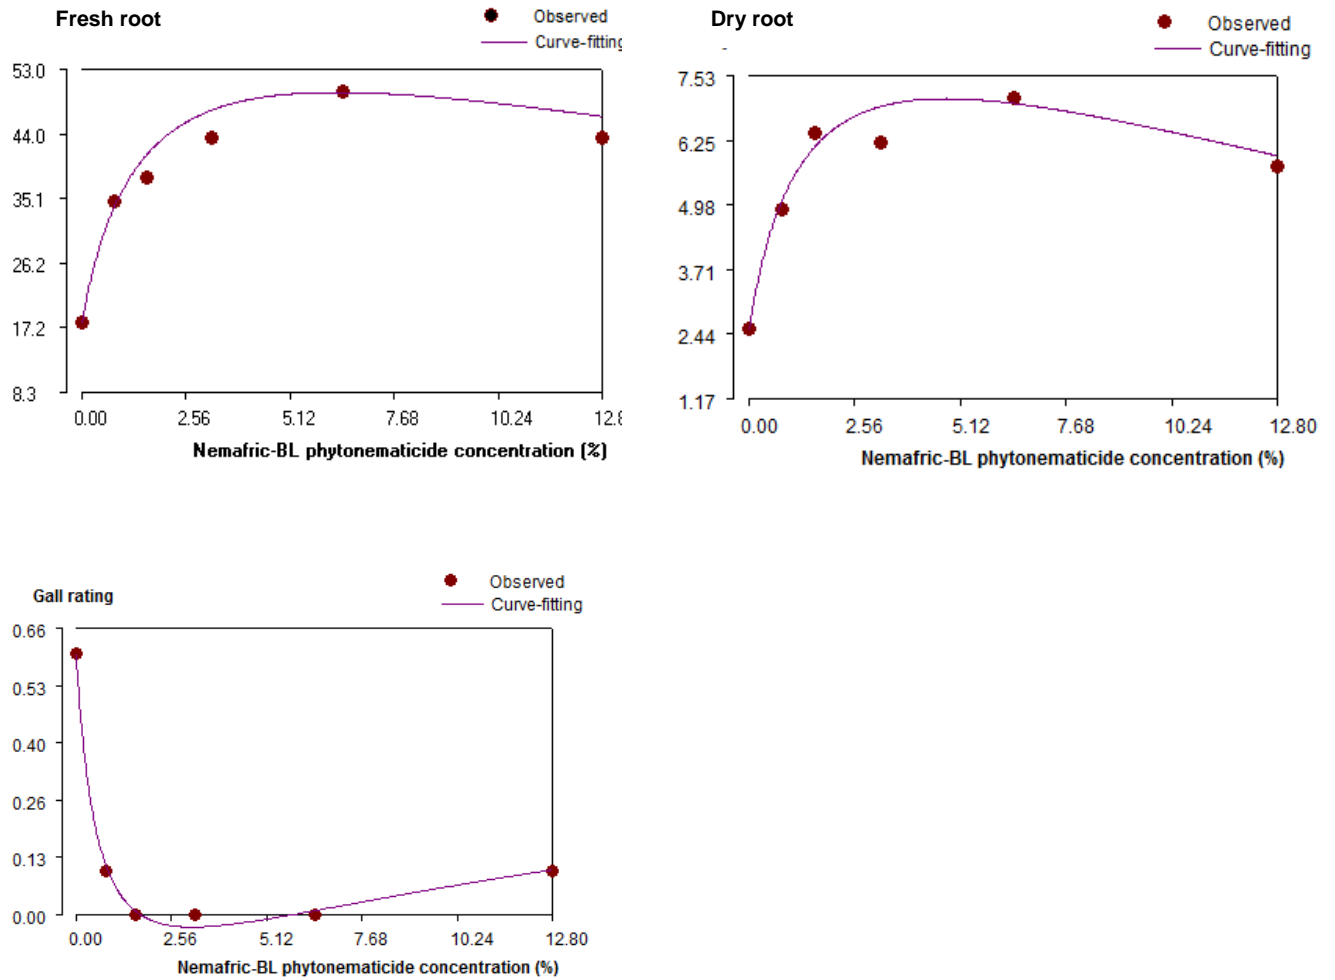 Fresh root
Observed
Curve-fitting
53.0
44.0
35.1
26.2
17.2
8.3
0.00 2.56 5.12 7.68 10.24 12.8
Nemafric-BL phytonematicide concentration (%)
Dry root
Observed
Curve-fitting
7.53
6.25
4.98
3.71
2.44
1.17
0.00 2.56 5.12 7.68 10.24 12.80
Nemafric-BL phytonematicide concentration (%)
Gall rating
Observed
Curve-fitting
0.66
0.53
0.40
0.26
0.13
0.00
0.00 2.56 5.12 7.68 10.24 12.80
Nemafric-BL phytonematicide concentration (%)